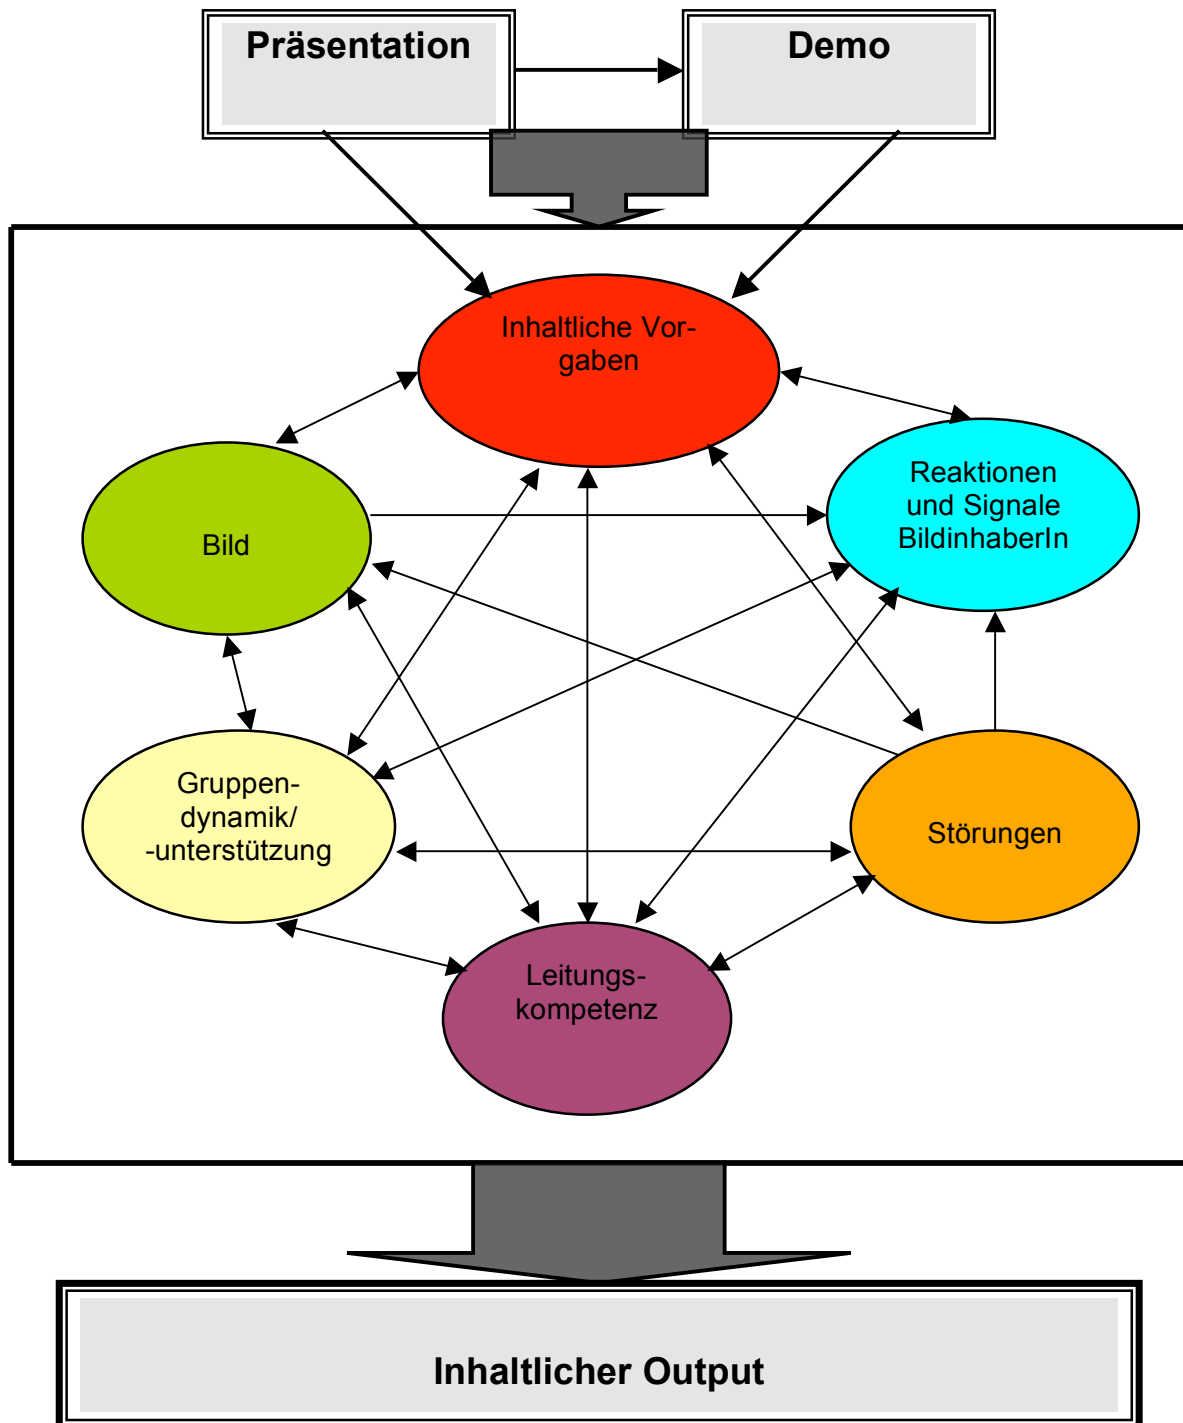 Präsentation
Demo
Inhaltliche Vor-
gaben
Reaktionen
und Signale
BildinhaberIn
Bild
Gruppen-
dynamik/
-unterstützung
Störungen
Leitungs-
kompetenz
Inhaltlicher Output